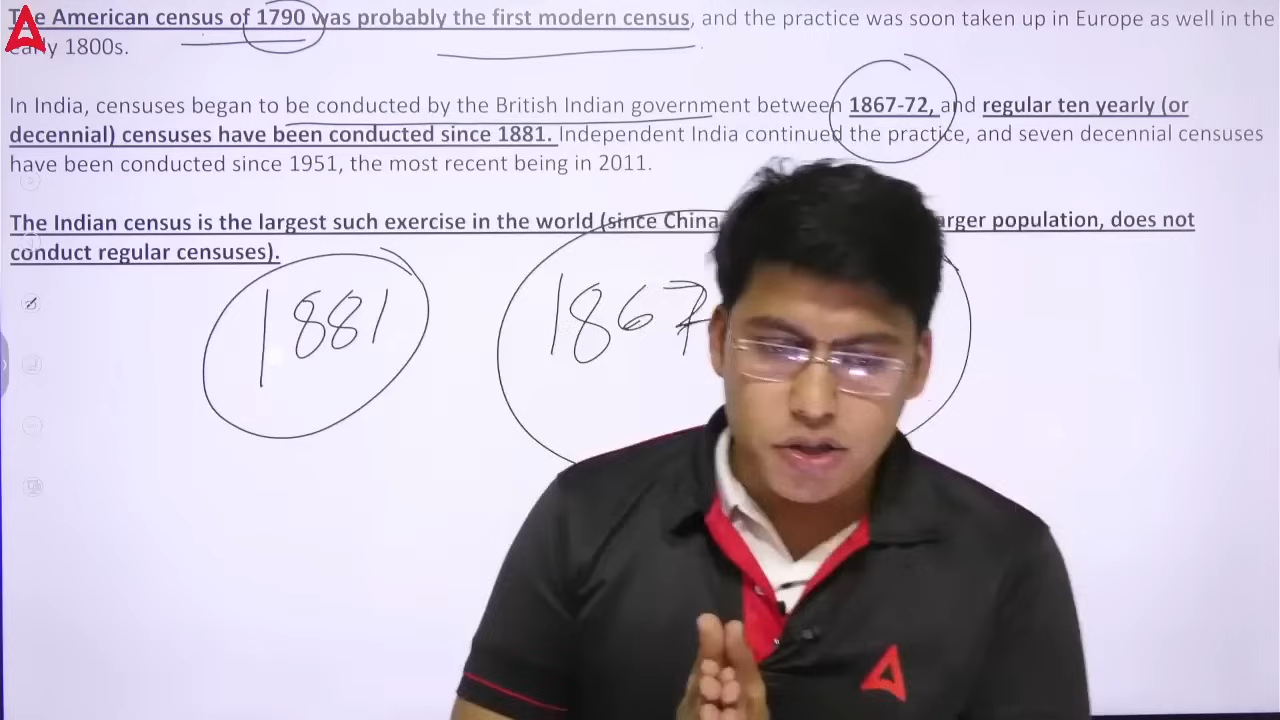 The American census of 1790 was probably the first modern census, and the practice was soon taken up in Europe as well in the
early 1800s.
In India, censuses began to be conducted by the British Indian government between 1867-72, and regular ten yearly (or
decennial) censuses have been conducted since 1881. Independent India continued the practice, and seven decennial censuses
have been conducted since 1951, the most recent being in 2011.
The Indian census is the largest such exercise in the world (since China arger population, does not
conduct regular censuses).
1881 1867